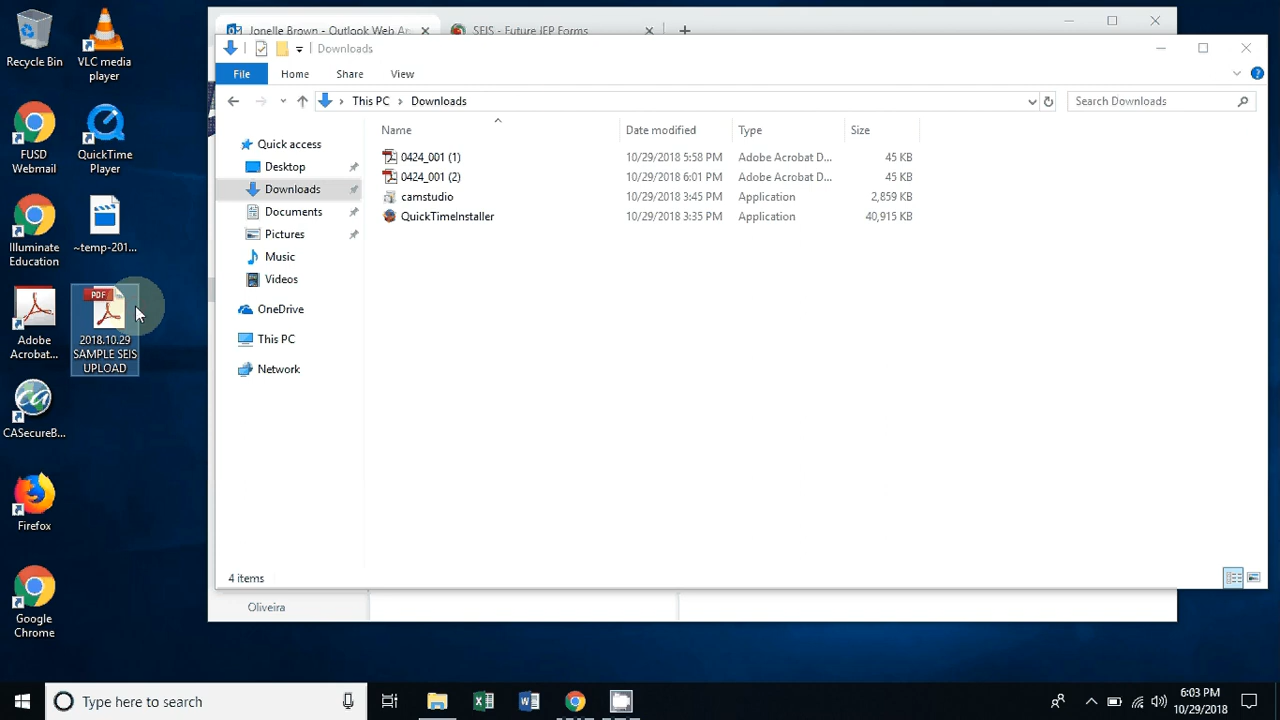 Recycle Bin
VLC media
player
FUSD
Webmail
QuickTime
Player
Illuminate
Education
~temp-201...
Adobe
Acrobat...
PDF
2018.10.29
SAMPLE SEIS
UPLOAD
CASecureB...
Firefox
Google
Chrome
Jonelle Brown - Outlook Web Ap
SEIS - Future IEP Forms
Downloads
File Home Share View
This PC > Downloads
Search Downloads
Quick access
Desktop
Downloads
Documents
Pictures
Music
Videos
OneDrive
This PC
Network
Name Date modified Type Size
0424_001 (1) 10/29/2018 5:58 PM Adobe Acrobat D... 45 KB
0424_001 (2) 10/29/2018 6:01 PM Adobe Acrobat D... 45 KB
camstudio 10/29/2018 3:45 PM Application 2,859 KB
QuickTimeInstaller 10/29/2018 3:35 PM Application 40,915 KB
4 items
Oliveira
Type here to search
6:03 PM
10/29/2018